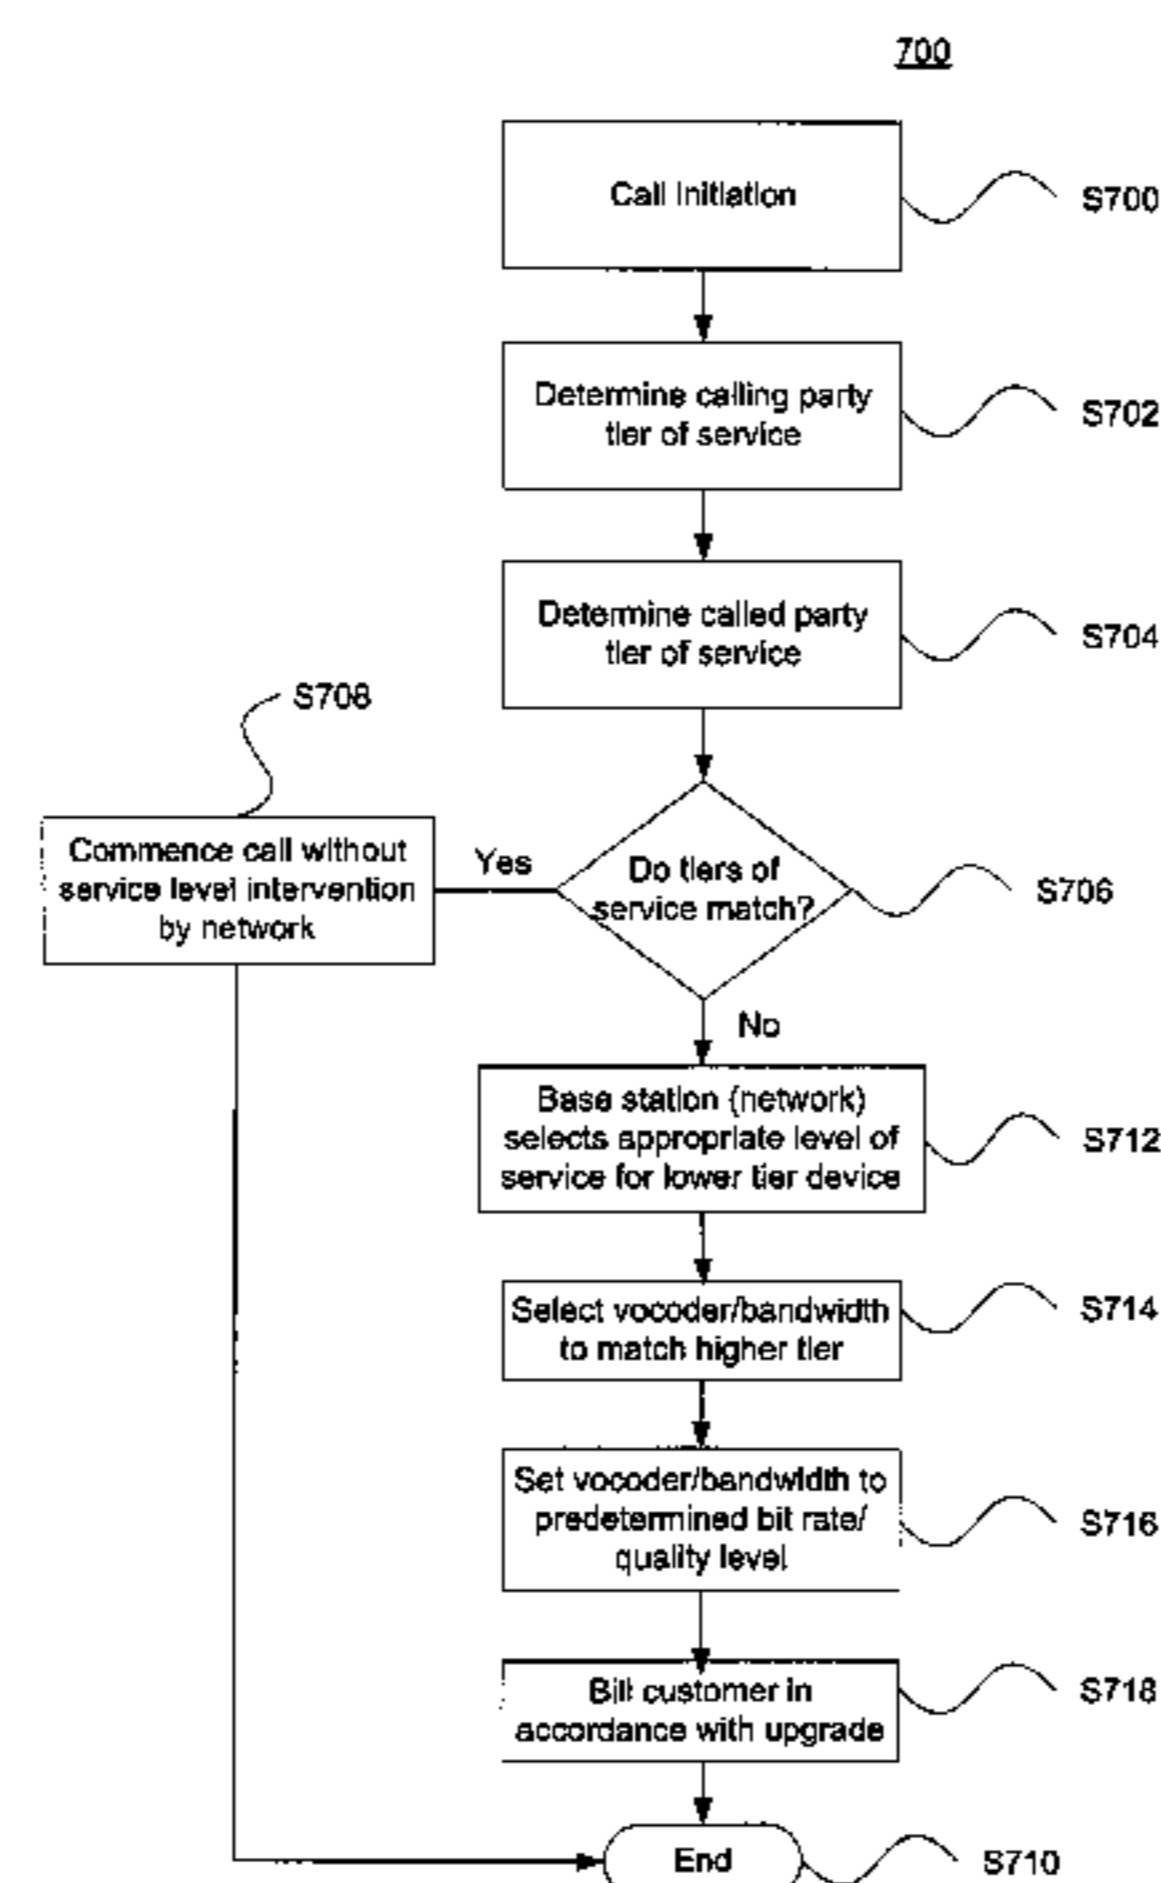 700
Call Initiation
S700
Determine calling party
tier of service
S702
Determine called party
tier of service
S704
S708
Commence call without
service level intervention
by network
Yes
Do tiers of
service match?
S706
No
Base station (network)
selects appropriate level of
service for lower tier device
S712
Select vocoder/bandwidth
to match higher tier
S714
Set vocoder/bandwidth to
predetermined bit rate/
quality level
S716
Bill customer in
accordance with upgrade
S718
End
S710